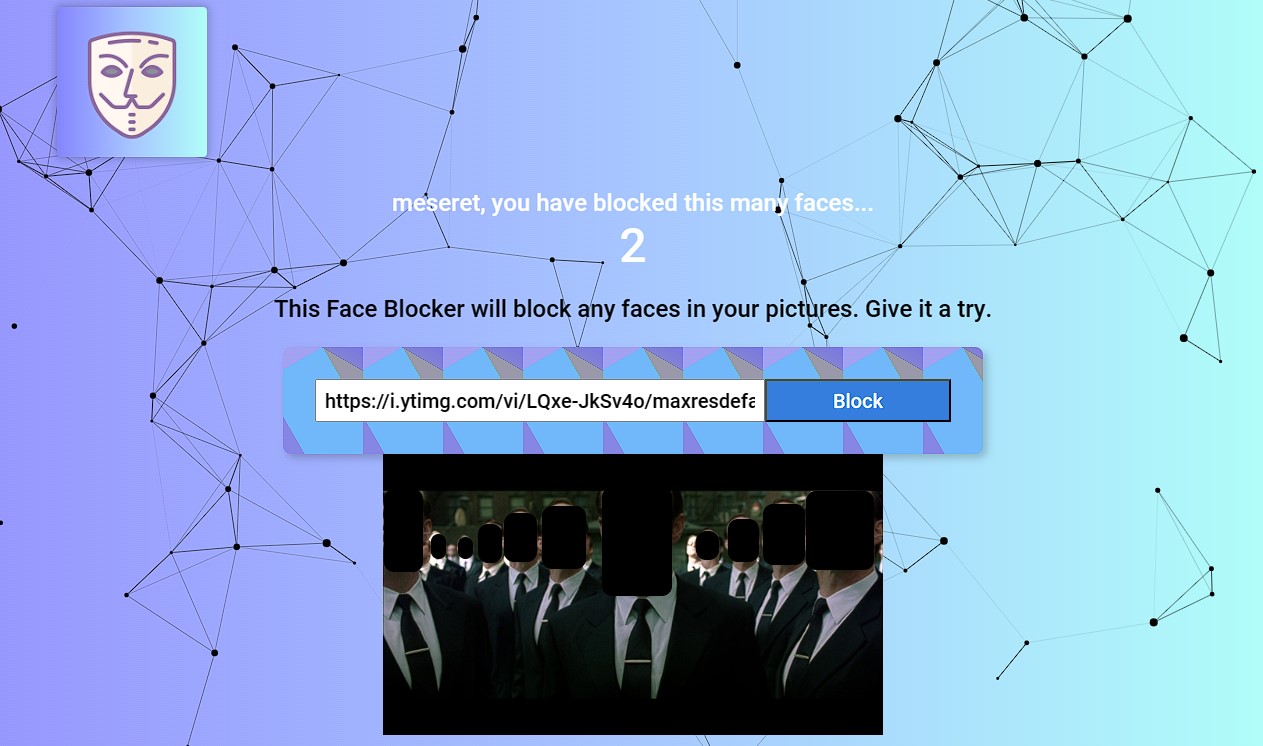 meseret, you have blocked this many faces...
2
This Face Blocker will block any faces in your pictures. Give it a try.
https://i.ytimg.com/vi/LQxe-JkSv4o/maxresdefa
Block